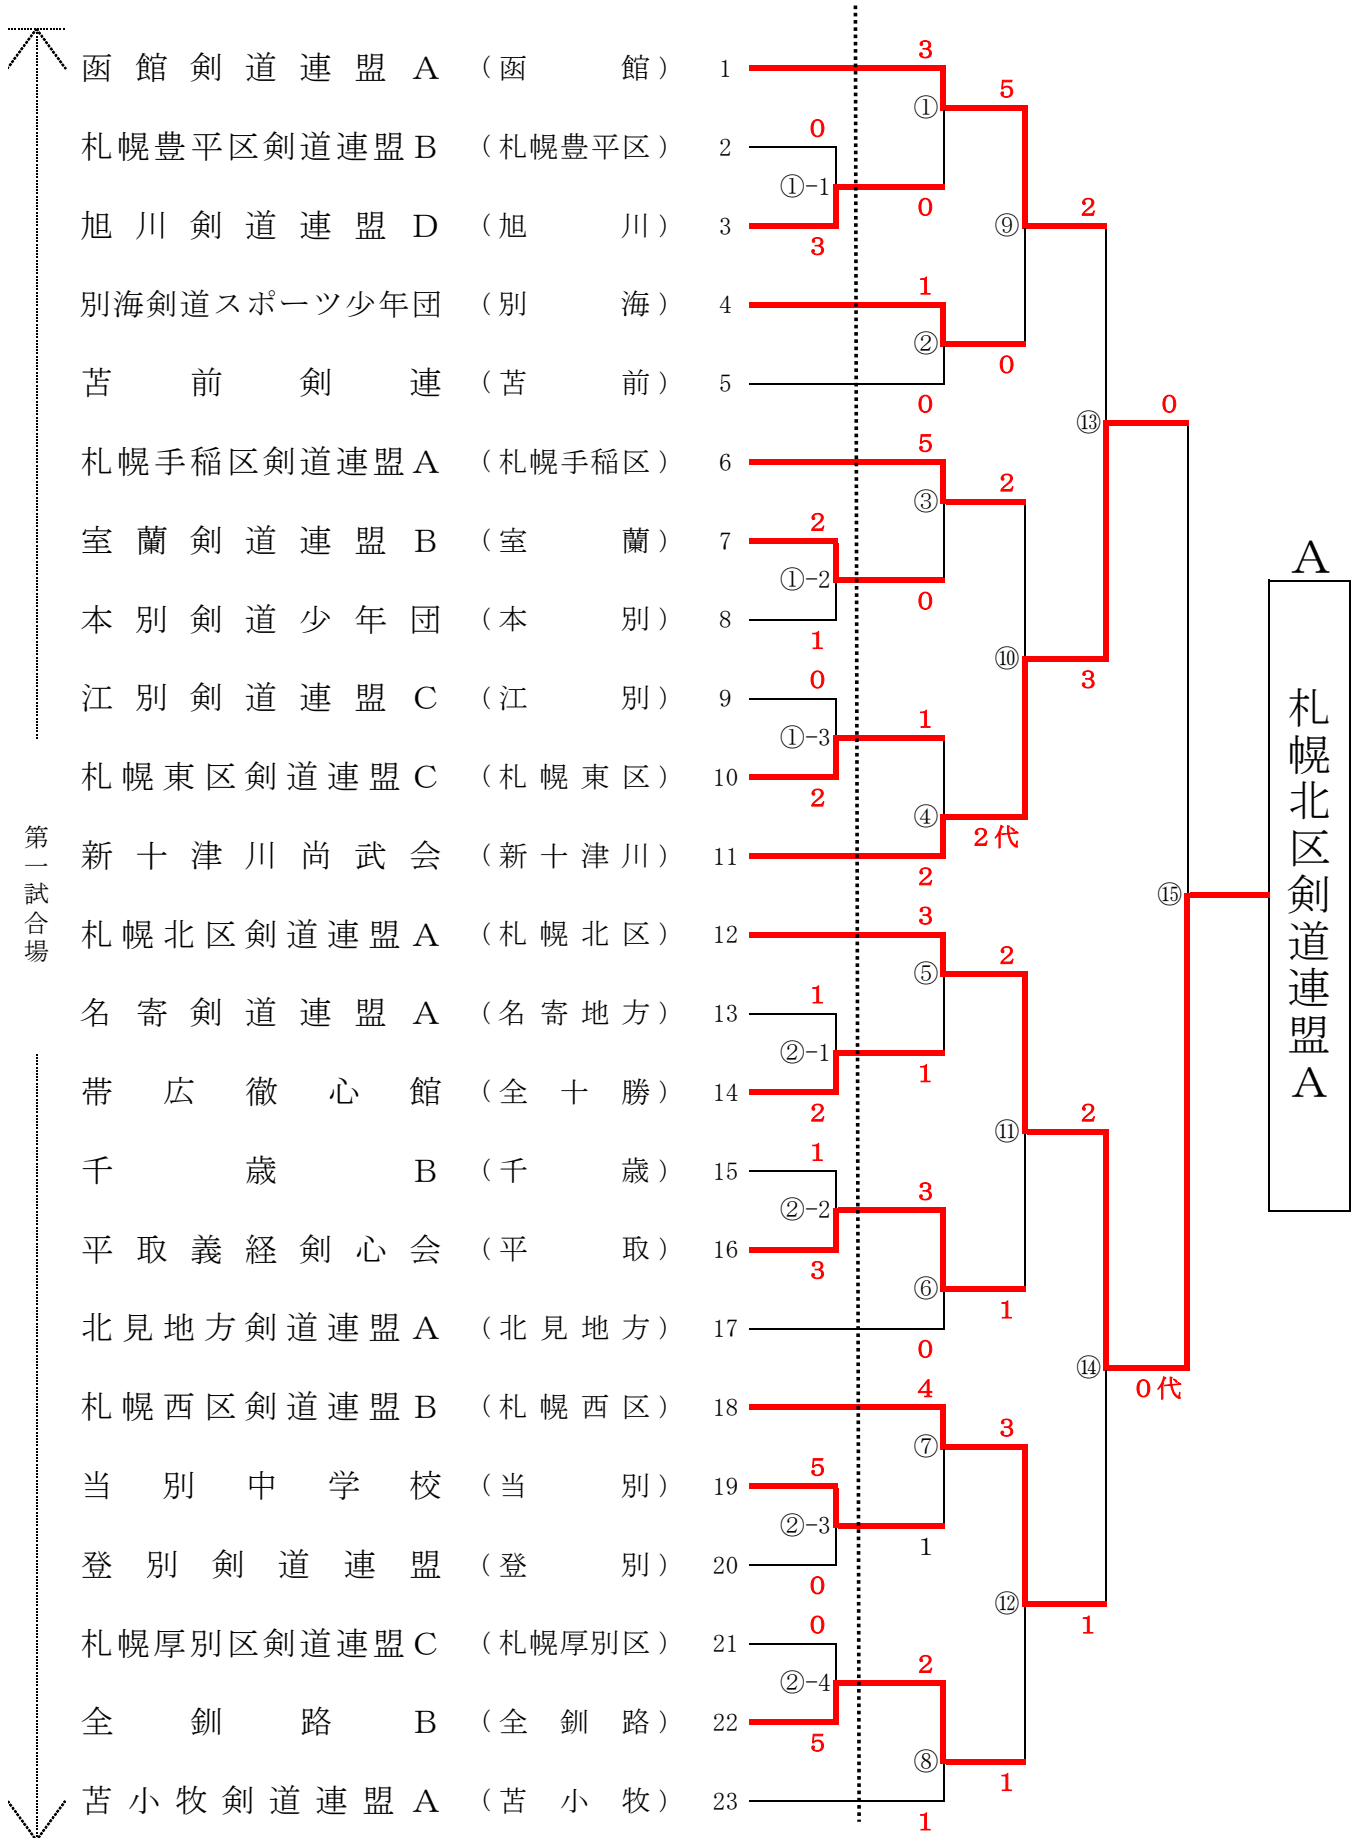 函館剣道連盟A （函館） 1
札幌豊平区剣道連盟B （札幌豊平区） 2
旭川剣道連盟D （旭川） 3
別海剣道スポーツ少年団 （別海） 4
苫前剣連 （苫前） 5
札幌手稲区剣道連盟A （札幌手稲区） 6
室蘭剣道連盟B （室蘭） 7
本別剣道少年団 （本別） 8
江別剣道連盟C （江別） 9
札幌東区剣道連盟C （札幌東区） 10
新十津川尚武会 （新十津川） 11
札幌北区剣道連盟A （札幌北区） 12
名寄剣道連盟A （名寄地方） 13
帯広徹心館 （全十勝） 14
千歳B （千歳） 15
平取義経剣心会 （平取） 16
北見地方剣道連盟A （北見地方） 17
札幌西区剣道連盟B （札幌西区） 18
当別中学校 （当別） 19
登別剣道連盟 （登別） 20
札幌厚別区剣道連盟C （札幌厚別区） 21
全釧路B （全釧路） 22
苫小牧剣道連盟A （苫小牧） 23
第一試合場
0
①-1
3
2
①-2
1
0
①-3
2
1
②-1
2
1
②-2
3
5
②-3
0
0
②-4
5
3
①
0
1
②
0
5
③
0
1
④
2
3
⑤
1
3
⑥
0
4
⑦
1
2
⑧
1
5
⑨
0
2
⑩
2代
2
⑪
1
3
⑫
1
2
⑬
3
2
⑭
1
0
⑮
0代
A
札幌北区剣道連盟A